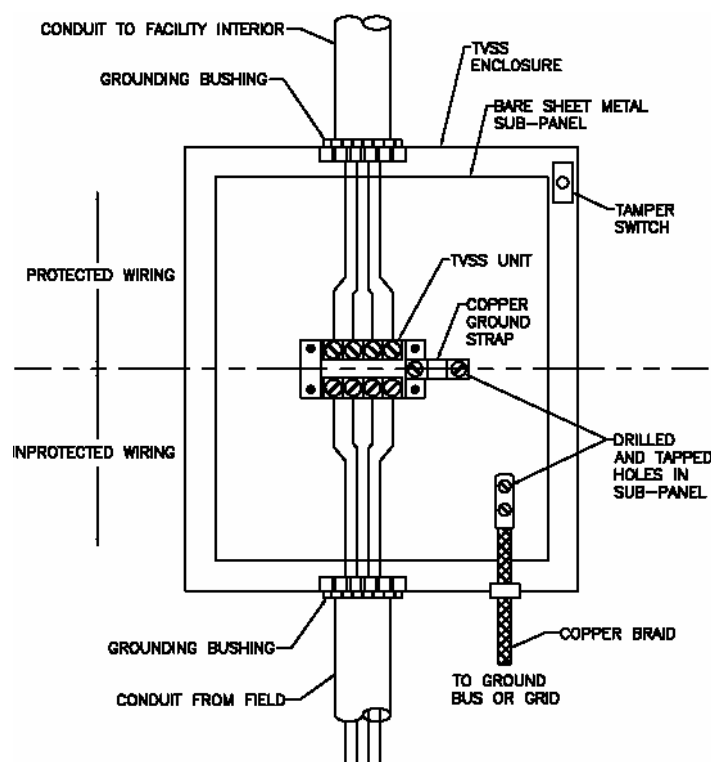 CONDUIT TO FACILITY INTERIOR
GROUNDING BUSHING
TVSS
ENCLOSURE
BARE SHEET METAL
SUB-PANEL
TAMPER
SWITCH
PROTECTED WIRING
TVSS UNIT
COPPER
GROUND
STRAP
INPROTECTED WIRING
DRILLED
AND TAPPED
HOLES IN
SUB-PANEL
GROUNDING BUSHING
COPPER BRAID
CONDUIT FROM FIELD
TO GROUND
BUS OR GRID